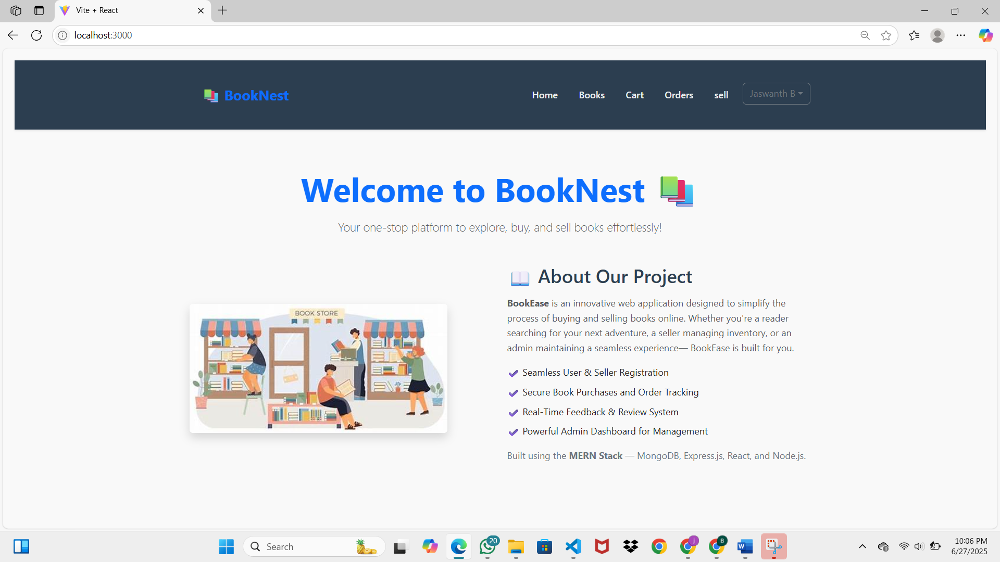 Vite + React
localhost:3000
BookNest
Home Books Cart Orders sell Jaswanth B
Welcome to BookNest
Your one-stop platform to explore, buy, and sell books effortlessly!
BOOK STORE
About Our Project
BookEase is an innovative web application designed to simplify the
process of buying and selling books online. Whether you're a reader
searching for your next adventure, a seller managing inventory, or an
admin maintaining a seamless experience— BookEase is built for you.
Seamless User & Seller Registration
Secure Book Purchases and Order Tracking
Real-Time Feedback & Review System
Powerful Admin Dashboard for Management
Built using the MERN Stack — MongoDB, Express.js, React, and Node.js.
Search
20
j
B
W
10:06 PM
6/27/2025